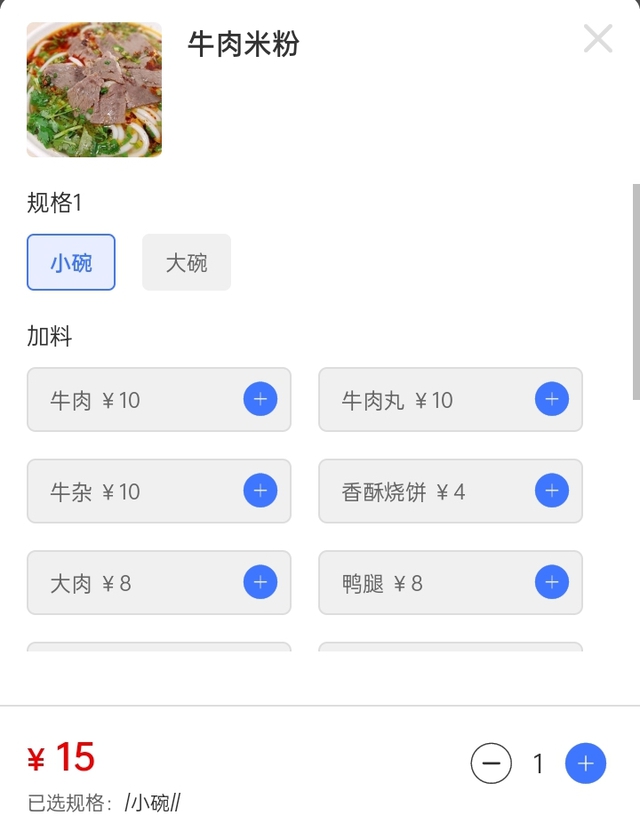 牛肉米粉
规格1
小碗 大碗
加料
牛肉 ¥10 牛肉丸 ¥10
牛杂 ¥10 香酥烧饼 ¥4
大肉 ¥8 鸭腿 ¥8
¥15 1
已选规格：/小碗//